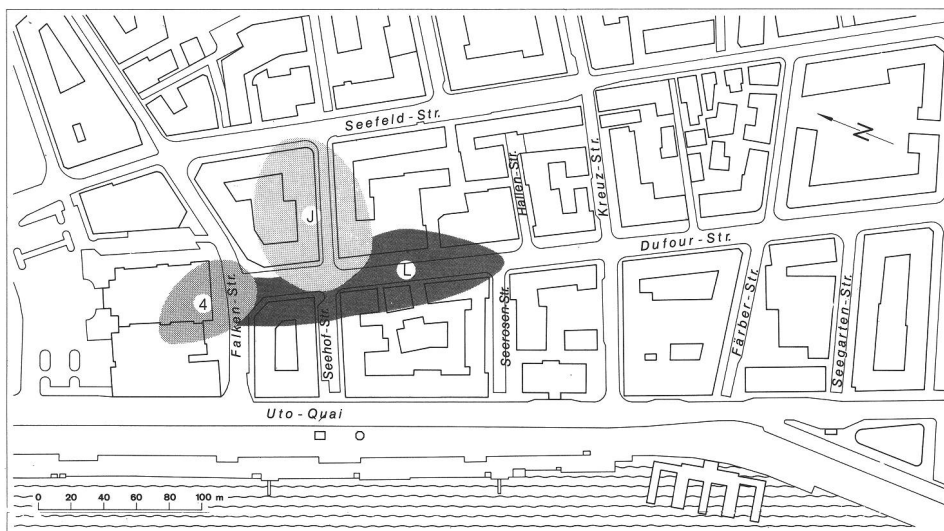 Seefeld-Str.
N
Hallen-Str.
Kreuz-Str.
J
Dufour-Str.
L
4
Falken-Str.
Seehof-Str.
Seerosen-Str.
Färber-Str.
Seegarten-Str.
Uto-Quai
0 20 40 60 80 100 m